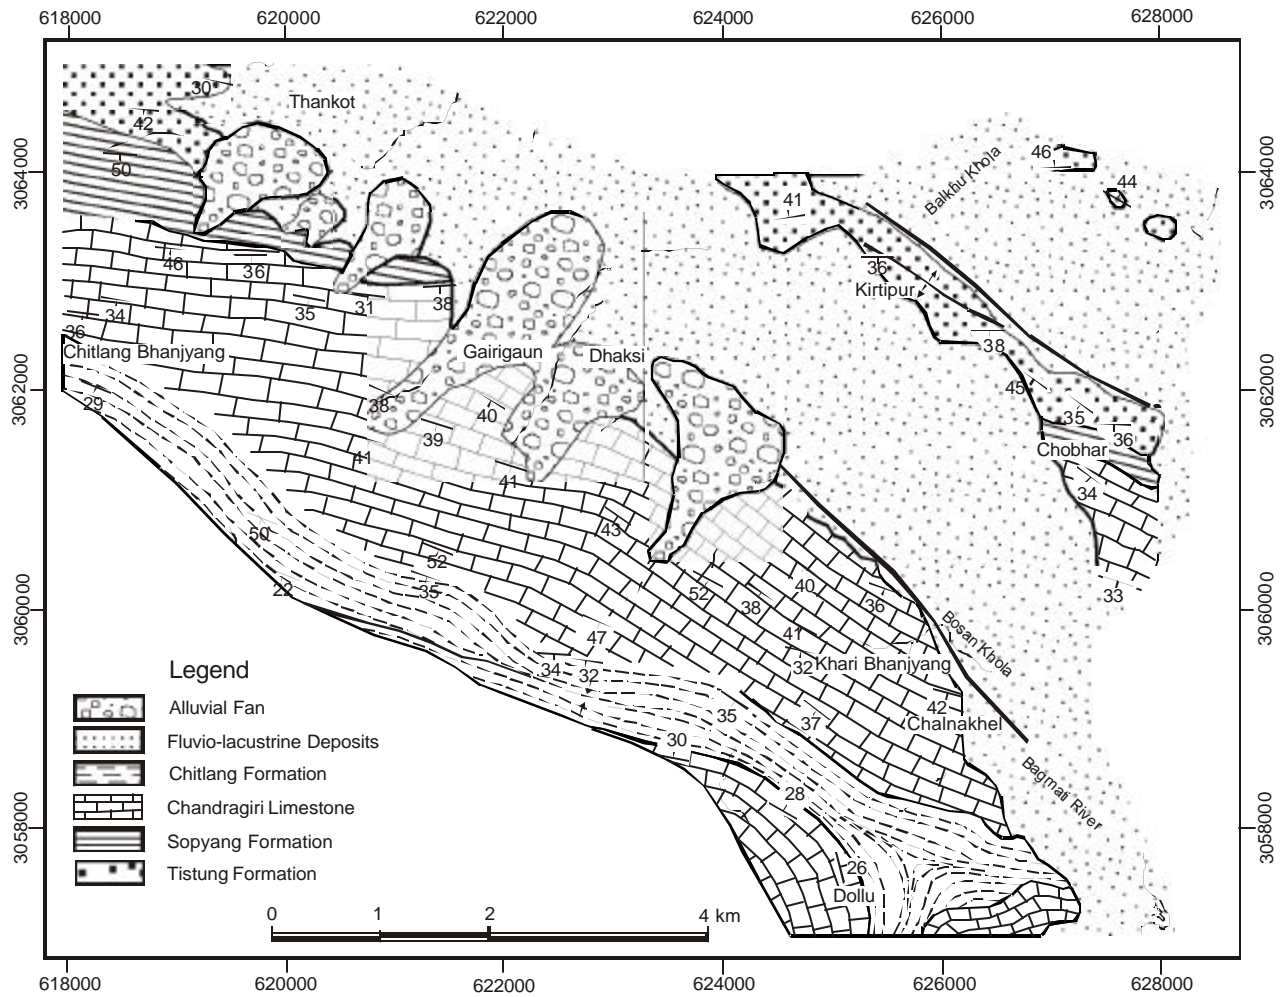 618000 620000 622000 624000 626000 628000
30
Thankot
42
50
3064000
3064000
46
44
Balkhu Khola
41
46
36
36
Kirtipur
34
35
31
38
36
38
Chitlang Bhanjyang
Gairigaun
Dhaksi
3062000
3062000
29
38
40
45
39
35
36
41
Chobhar
41
34
50
43
52
22
35
52
38
40
36
33
3060000
3060000
47
41
Bosan Khola
34
32
32
Khari Bhanjyang
Legend
Alluvial Fan
35
37
42
Chalnakhel
Fluvio-lacustrine Deposits
30
Chitlang Formation
28
Bagmati River
Chandragiri Limestone
3058000
3058000
Sopyang Formation
Tistung Formation
26
Dollu
0 1 2 4 km
618000 620000 622000 624000 626000 628000